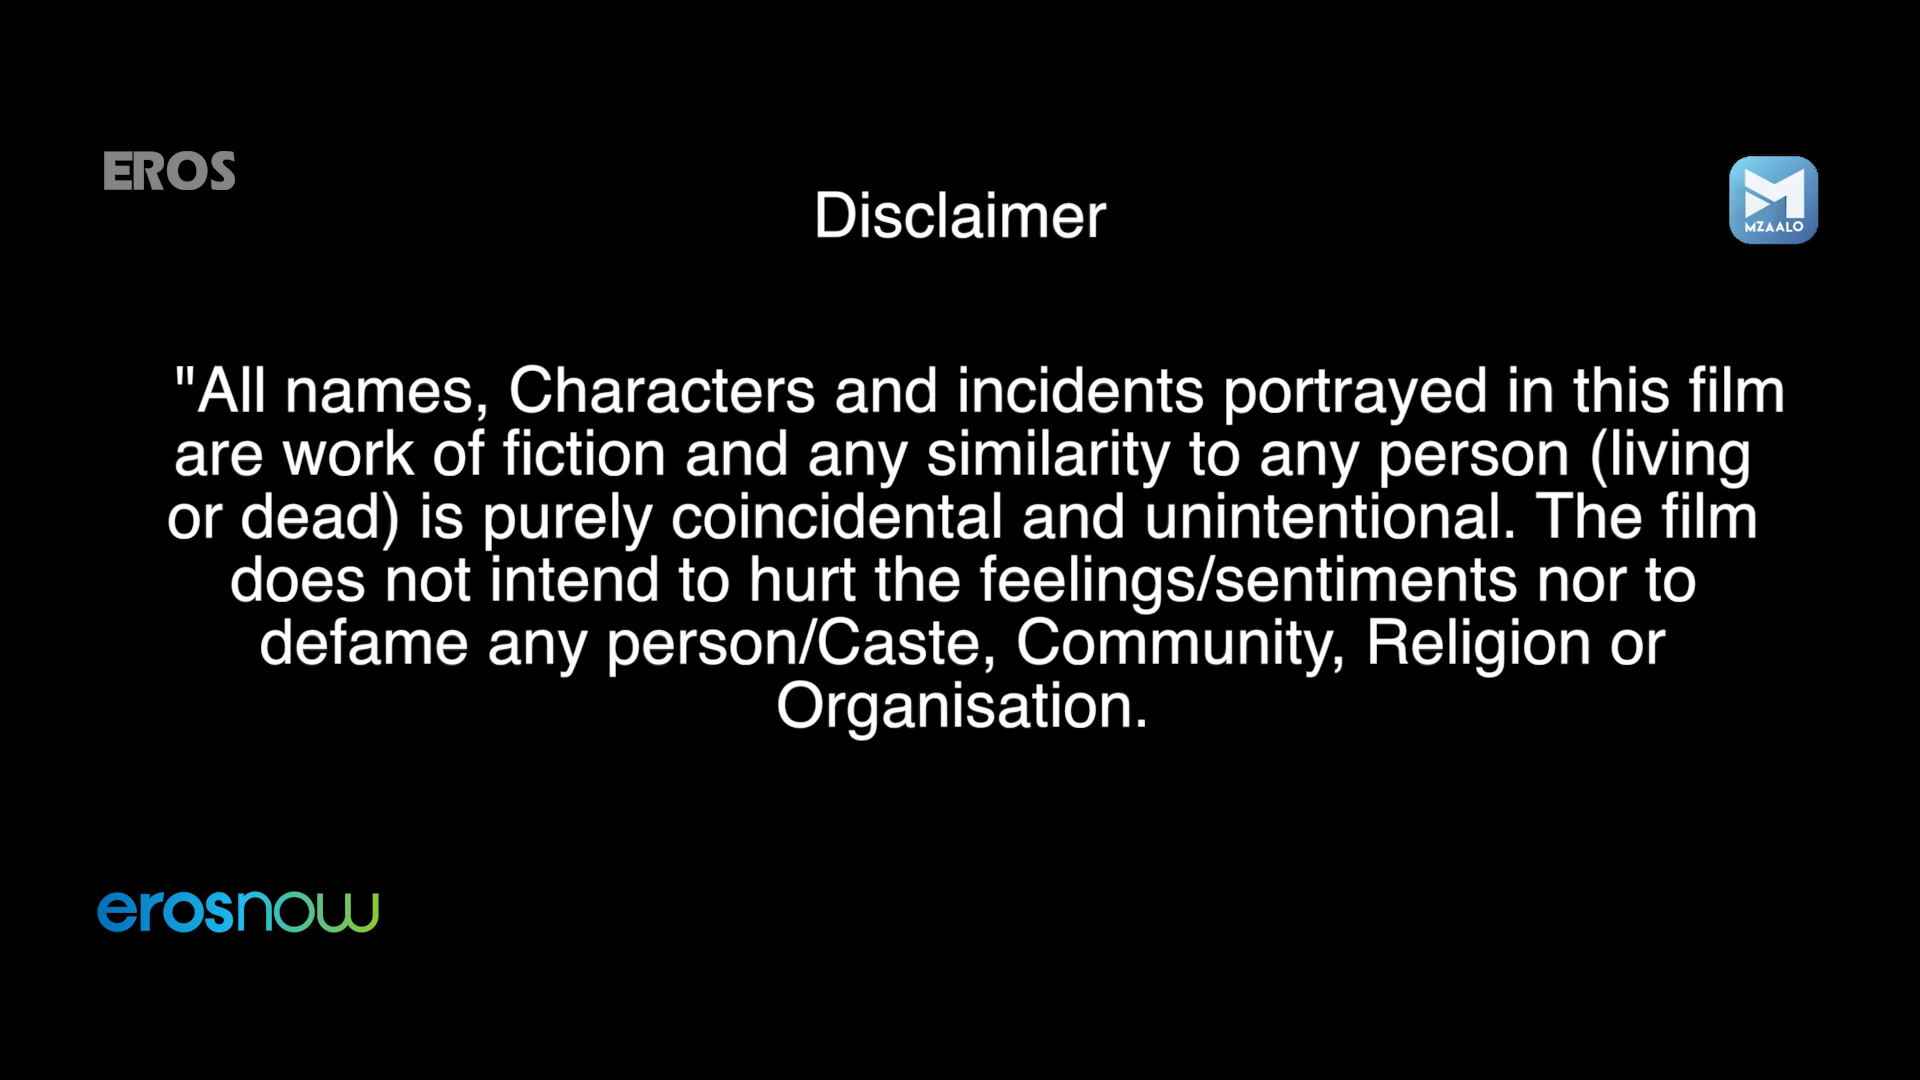 EROS
MZAALO
Disclaimer
"All names, Characters and incidents portrayed in this film
are work of fiction and any similarity to any person (living
or dead) is purely coincidental and unintentional. The film
does not intend to hurt the feelings/sentiments nor to
defame any person/Caste, Community, Religion or
Organisation.
erosnow